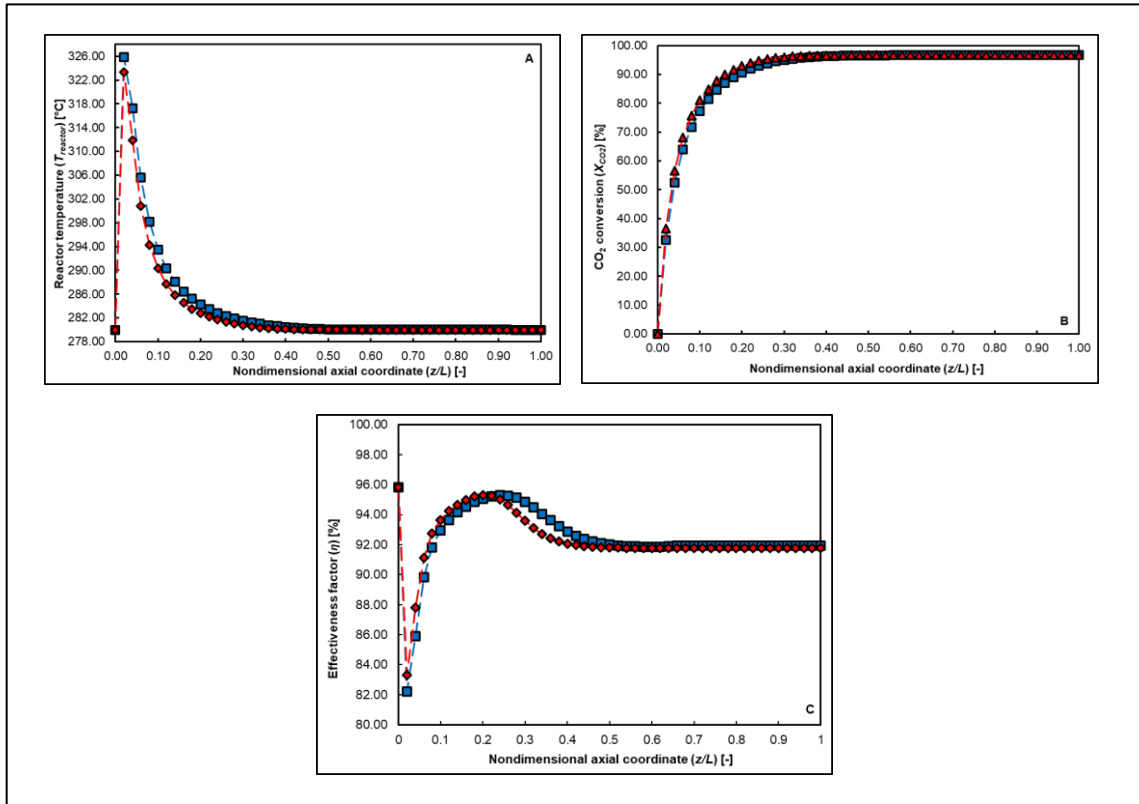 A
Reactor temperature (Treactor) [°C]
326.00
322.00
318.00
314.00
310.00
306.00
302.00
298.00
294.00
290.00
286.00
282.00
278.00
0.00 0.10 0.20 0.30 0.40 0.50 0.60 0.70 0.80 0.90 1.00
Nondimensional axial coordinate (z/L) [-]
B
CO2 conversion (XCO2) [%]
100.00
90.00
80.00
70.00
60.00
50.00
40.00
30.00
20.00
10.00
0.00
0.00 0.10 0.20 0.30 0.40 0.50 0.60 0.70 0.80 0.90 1.00
Nondimensional axial coordinate (z/L) [-]
C
Effectiveness factor (η) [%]
100.00
98.00
96.00
94.00
92.00
90.00
88.00
86.00
84.00
82.00
80.00
0 0.1 0.2 0.3 0.4 0.5 0.6 0.7 0.8 0.9 1
Nondimensional axial coordinate (z/L) [-]